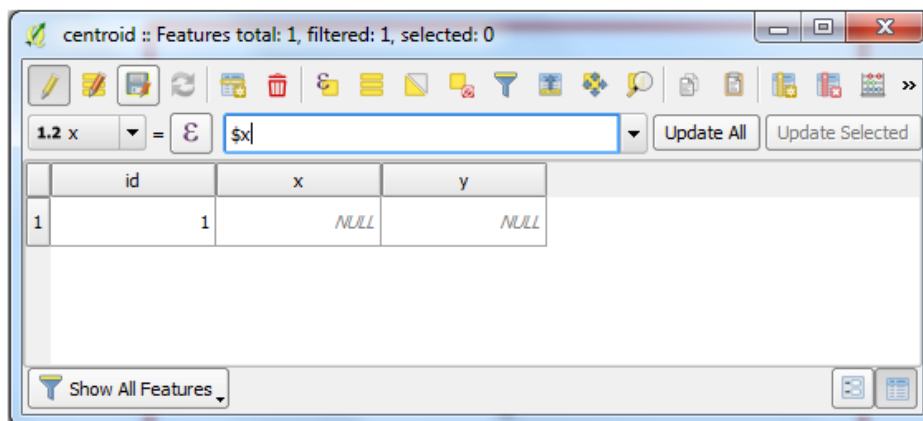 centroid :: Features total: 1, filtered: 1, selected: 0
1.2 x = ε $x Update All Update Selected
id x y
1 1 NULL NULL
Show All Features